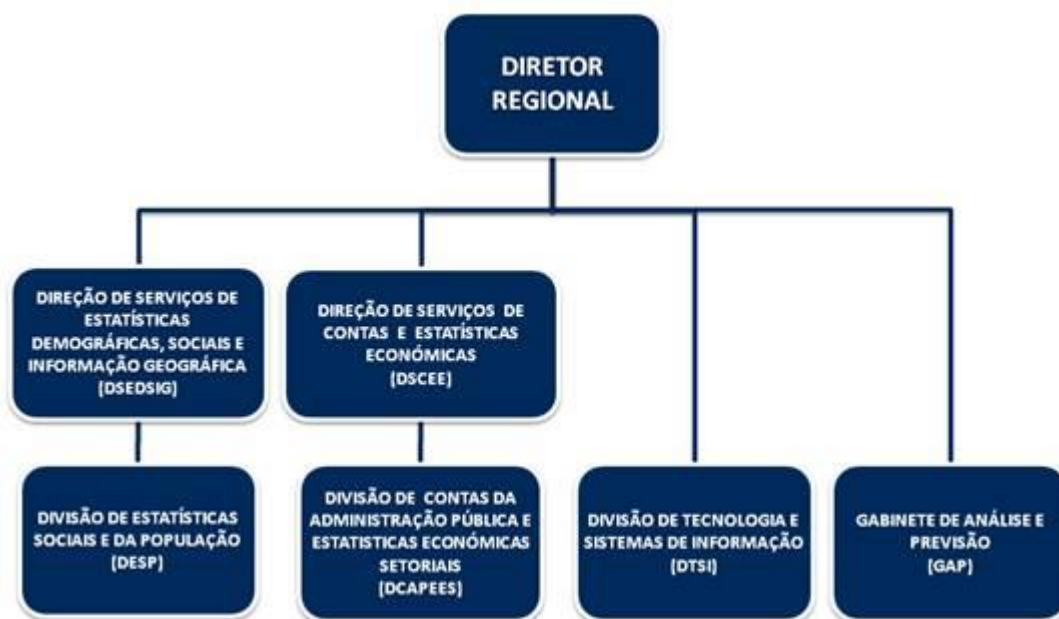 DIRETOR
REGIONAL
DIREÇÃO DE SERVIÇOS DE
ESTATÍSTICAS
DEMOGRÁFICAS, SOCIAIS E
INFORMAÇÃO GEOGRÁFICA
(DSEDSIG)
DIREÇÃO DE SERVIÇOS DE
CONTAS E ESTATÍSTICAS
ECONÓMICAS
(DSCEE)
DIVISÃO DE ESTATÍSTICAS
SOCIAIS E DA POPULAÇÃO
(DESP)
DIVISÃO DE CONTAS DA
ADMINISTRAÇÃO PÚBLICA E
ESTATISTICAS ECONÓMICAS
SETORIAIS
(DCAPEES)
DIVISÃO DE TECNOLOGIA E
SISTEMAS DE INFORMAÇÃO
(DTSI)
GABINETE DE ANÁLISE E
PREVISÃO
(GAP)